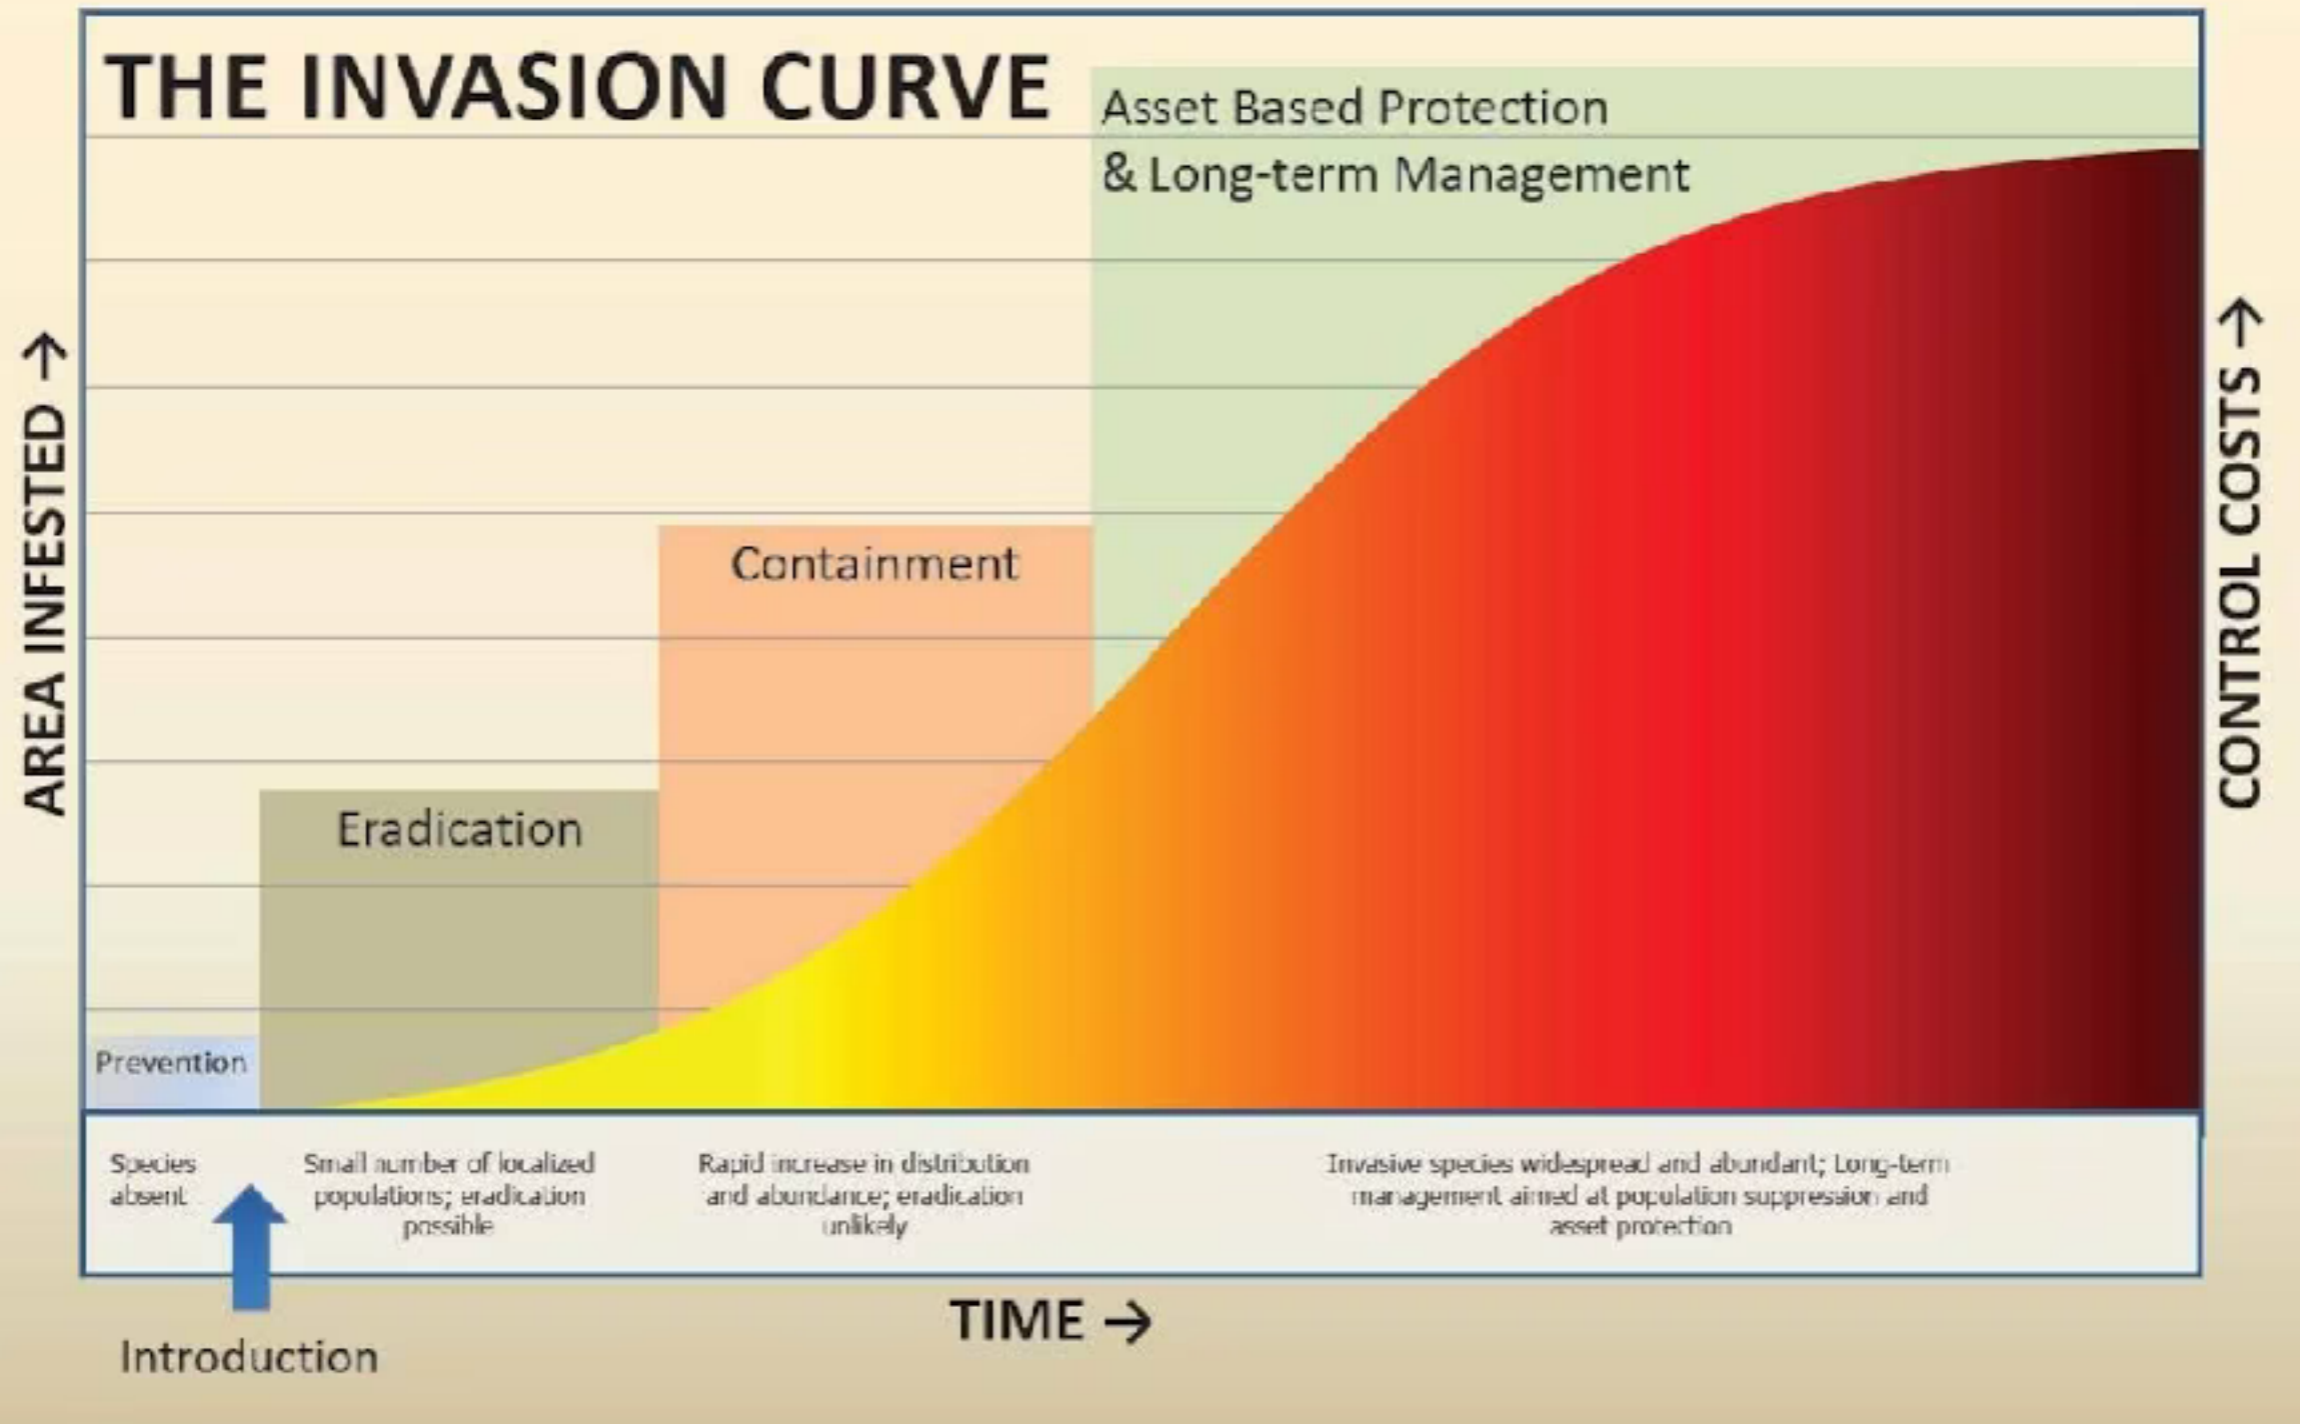 THE INVASION CURVE
Asset Based Protection
& Long-term Management
AREA INFESTED →
CONTROL COSTS →
Containment
Eradication
Prevention
Species
absent
Small number of localized
populations; eradication
possible
Rapid increase in distribution
and abundance; eradication
unlikely
Invasive species widespread and abundant; Long-term
management aimed at population suppression and
asset protection
TIME →
Introduction